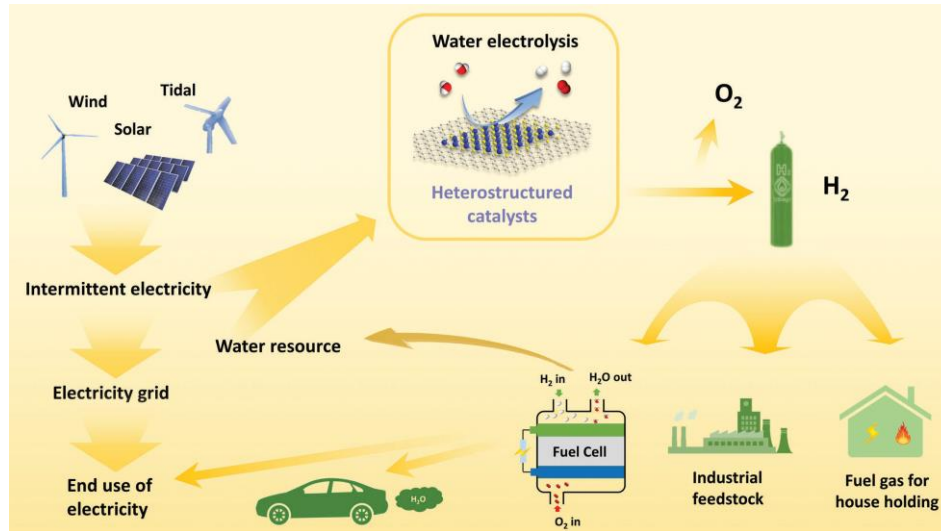 Water electrolysis
Wind
Tidal
Solar
Heterostructured
catalysts
O2
H2
Intermittent electricity
Water resource
Electricity grid
H2 in
H2O out
Fuel Cell
O2 in
End use of
electricity
H2O
Industrial
feedstock
Fuel gas for
house holding